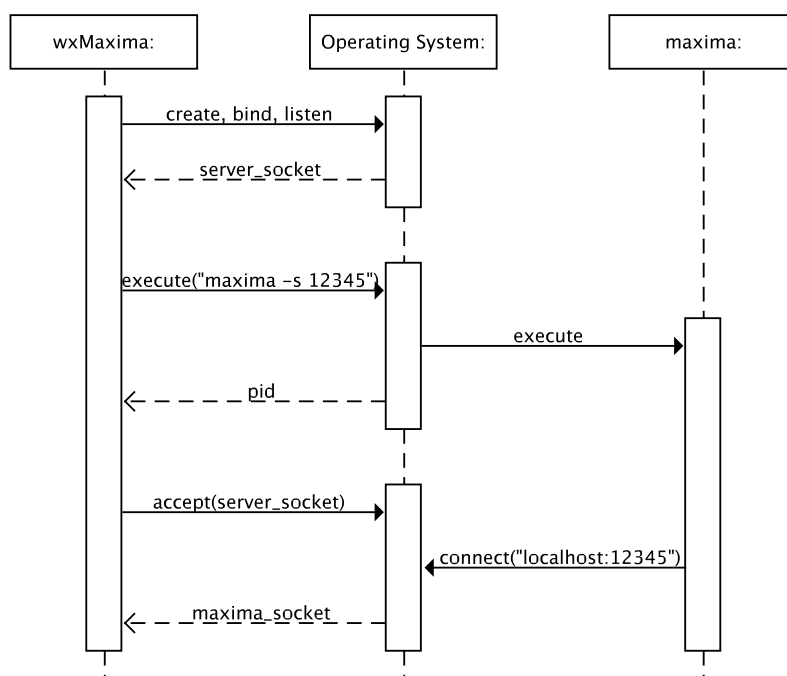 wxMaxima:
Operating System:
maxima:
create, bind, listen
server_socket
execute("maxima -s 12345")
execute
pid
accept(server_socket)
connect("localhost:12345")
maxima_socket